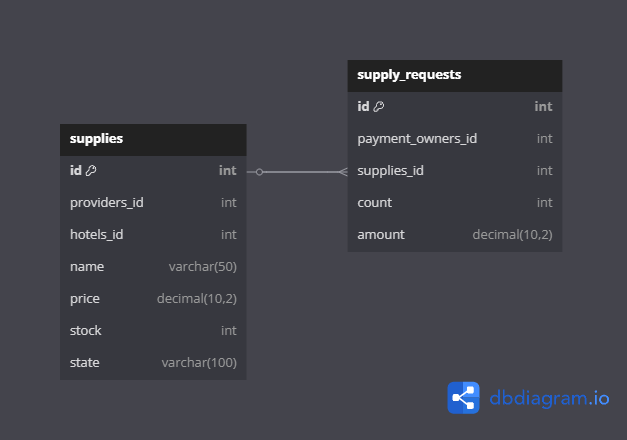 supplies
id int
providers_id int
hotels_id int
name varchar(50)
price decimal(10,2)
stock int
state varchar(100)
supply_requests
id int
payment_owners_id int
supplies_id int
count int
amount decimal(10,2)
dbdiagram.io